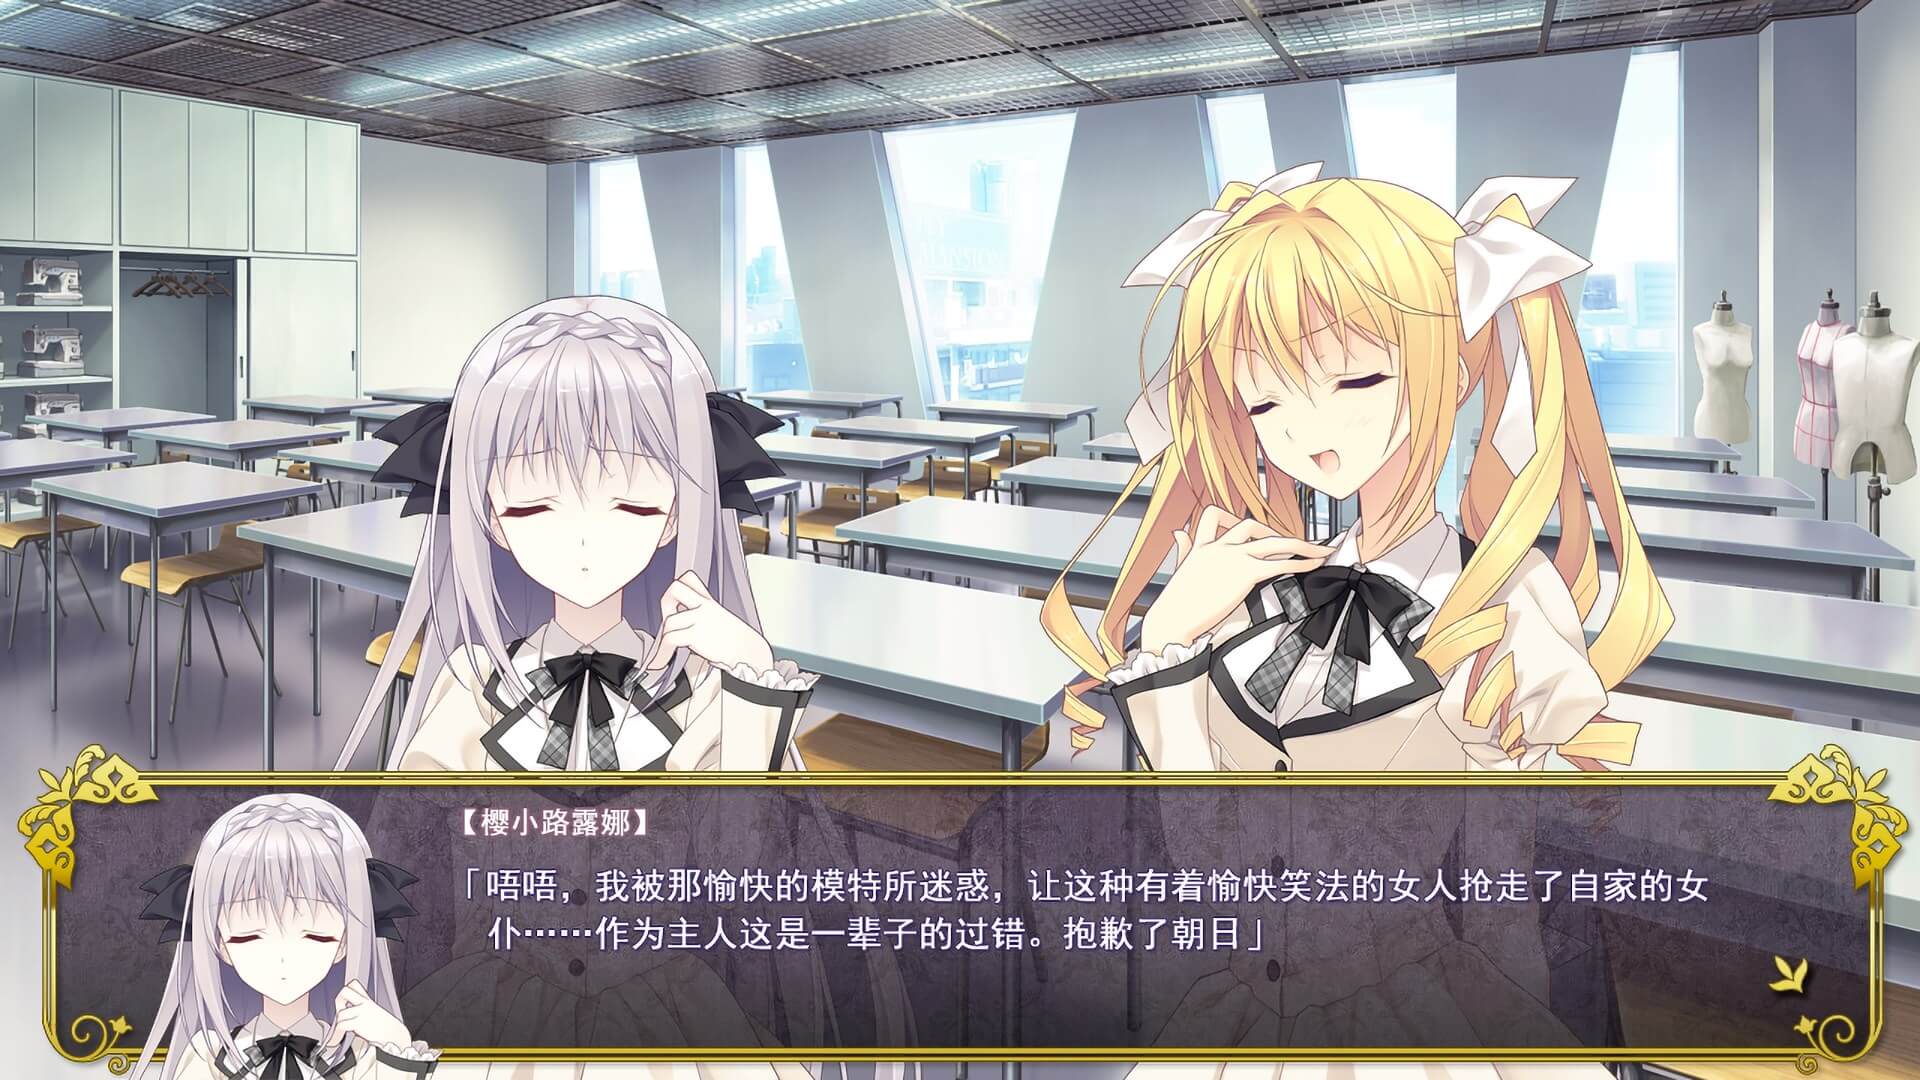 MANSION
【樱小路露娜】
「唔唔，我被那愉快的模特所迷惑，让这种有着愉快笑法的女人抢走了自家的女
仆……作为主人这是一辈子的过错。抱歉了朝日」